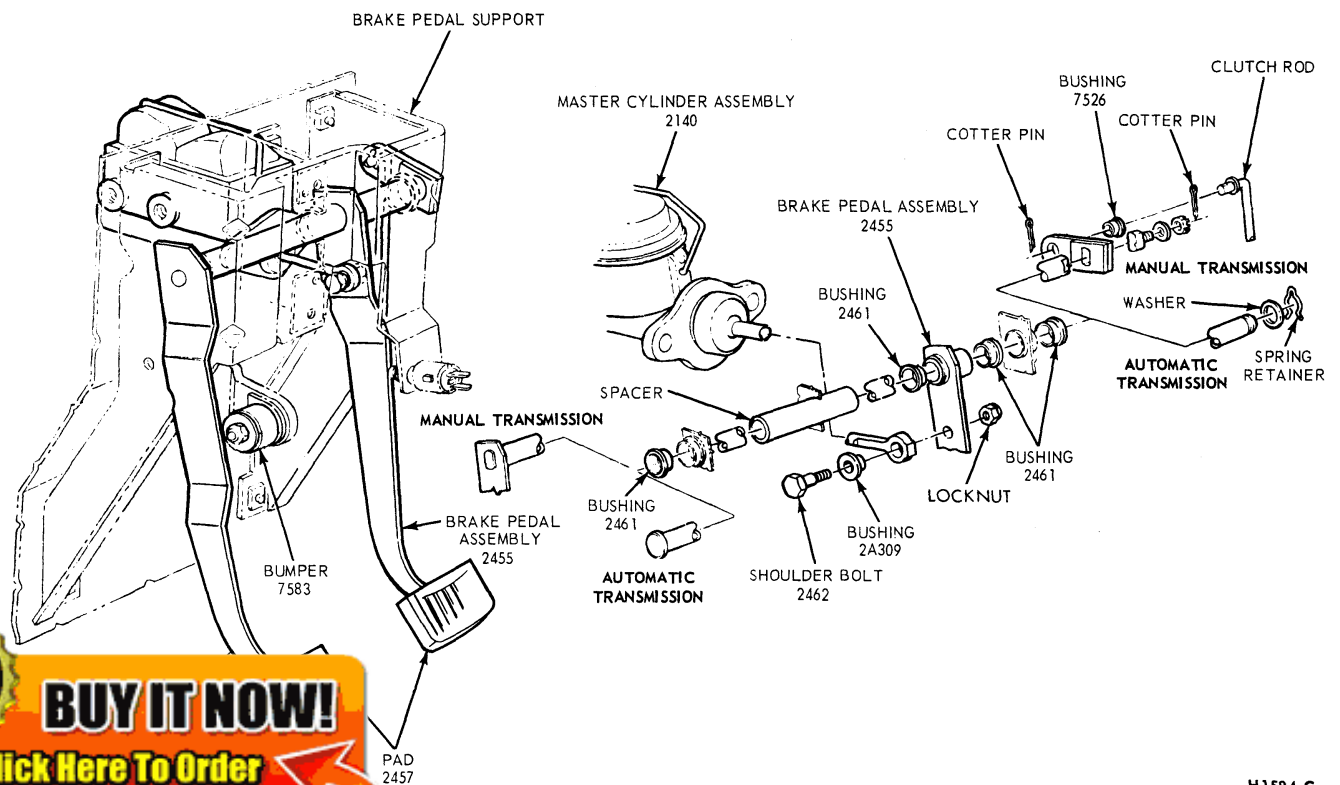 BRAKE PEDAL SUPPORT
MASTER CYLINDER ASSEMBLY
2140
BUSHING
7526
CLUTCH ROD
COTTER PIN
COTTER PIN
BRAKE PEDAL ASSEMBLY
2455
MANUAL TRANSMISSION
BUSHING
2461
WASHER
SPRING
RETAINER
AUTOMATIC
TRANSMISSION
SPACER
MANUAL TRANSMISSION
BUSHING
2461
LOCKNUT
BUSHING
2461
BRAKE PEDAL
ASSEMBLY
2455
BUSHING
2A309
BUMPER
7583
AUTOMATIC
TRANSMISSION
SHOULDER BOLT
2462
BUY IT NOW!
lick Here To Order
PAD
2457